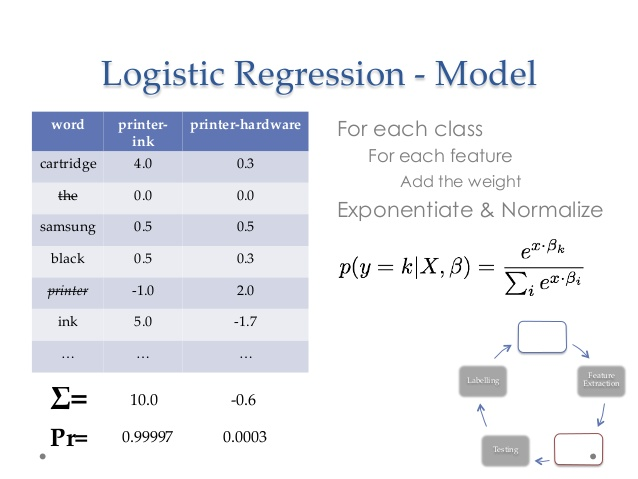 Logistic Regression - Model
word printer-ink printer-hardware
cartridge 4.0 0.3
the 0.0 0.0
samsung 0.5 0.5
black 0.5 0.3
printer -1.0 2.0
ink 5.0 -1.7
… … …
Σ= 10.0 -0.6
Pr= 0.99997 0.0003
For each class
For each feature
Add the weight
Exponentiate & Normalize
p(y = k|X, β) = e^{x·β_k} / ∑_i e^{x·β_i}
Labelling
Feature
Extraction
Testing